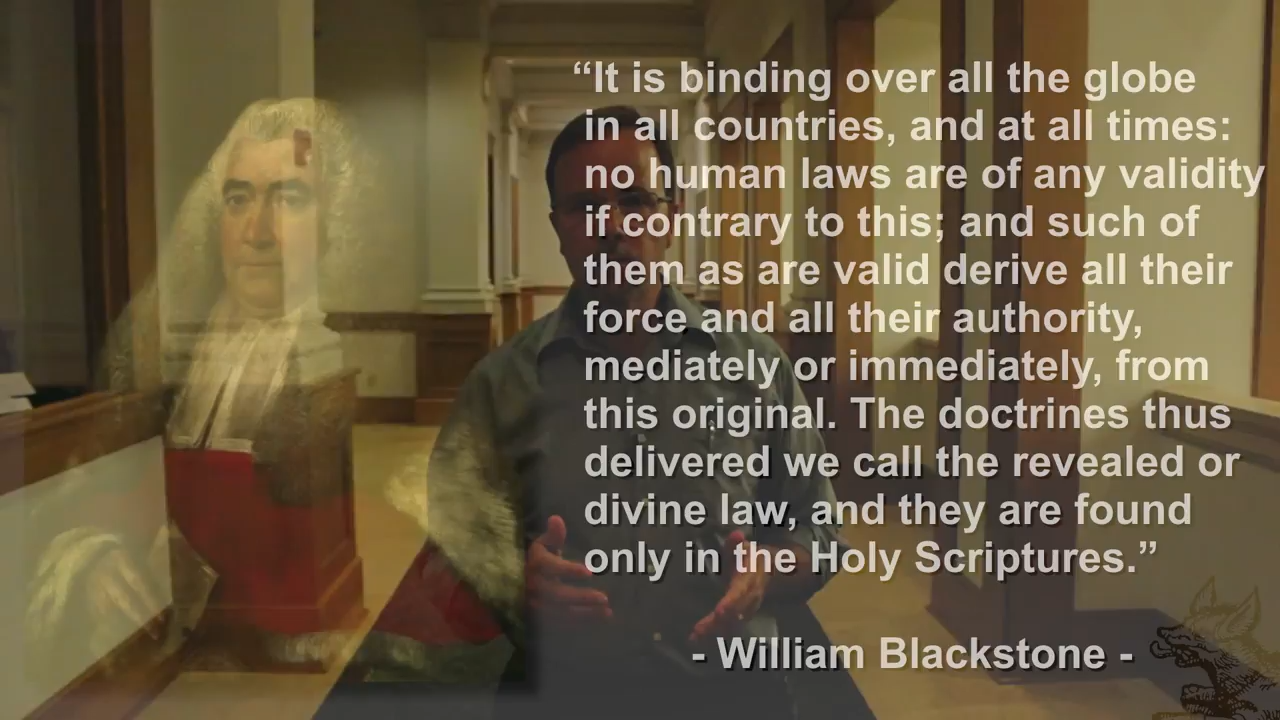 “It is binding over all the globe
in all countries, and at all times:
no human laws are of any validity
if contrary to this; and such of
them as are valid derive all their
force and all their authority,
mediately or immediately, from
this original. The doctrines thus
delivered we call the revealed or
divine law, and they are found
only in the Holy Scriptures.”
- William Blackstone -